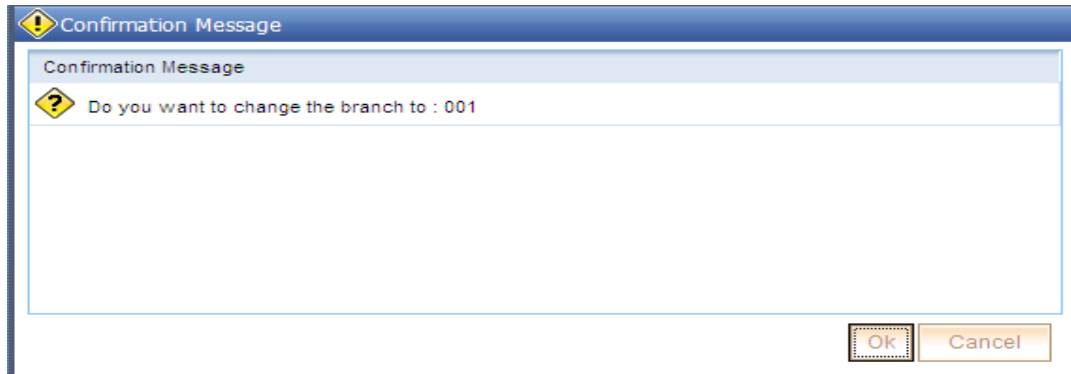 Confirmation Message
Confirmation Message
Do you want to change the branch to : 001
Ok Cancel